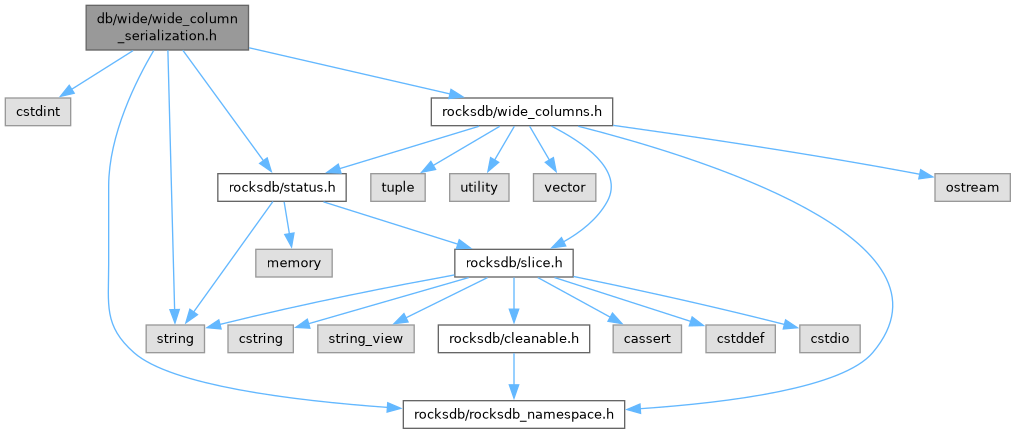 db/wide/wide_column
_serialization.h
cstdint
rocksdb/wide_columns.h
rocksdb/status.h
tuple
utility
vector
ostream
memory
rocksdb/slice.h
string
cstring
string_view
rocksdb/cleanable.h
cassert
cstddef
cstdio
rocksdb/rocksdb_namespace.h